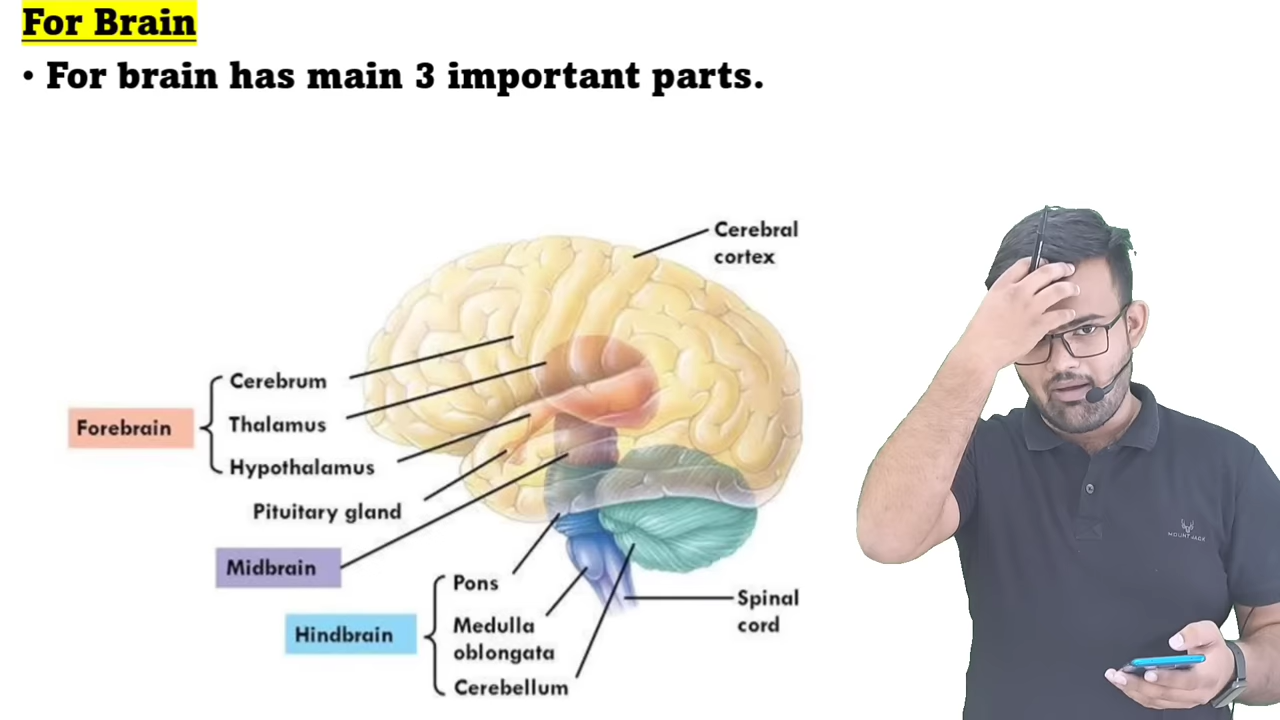 For Brain
• For brain has main 3 important parts.
Cerebral
cortex
Cerebrum
Thalamus
Forebrain
Hypothalamus
Pituitary gland
Midbrain
Pons
Hindbrain
Medulla
oblongata
Cerebellum
Spinal
cord